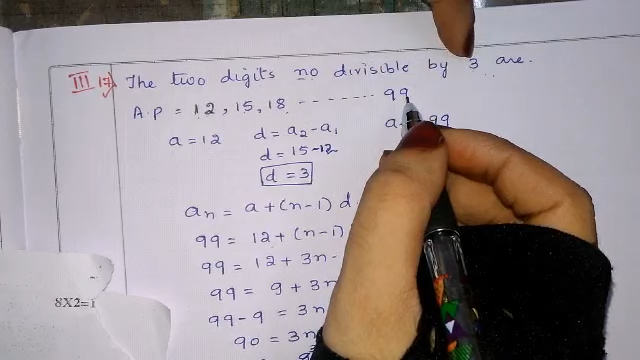 III 17) The two digits no divisible by 3 are.
A.P = 12, 15, 18 - - - - - - - 99
a = 12 d = a2 - a1 a 99
d = 15 - 12
d = 3
an = a + (n-1) d
99 = 12 + (n-1)
99 = 12 + 3n -
99 = 9 + 3n
99 - 9 = 3n
90 = 3n
8X2=1